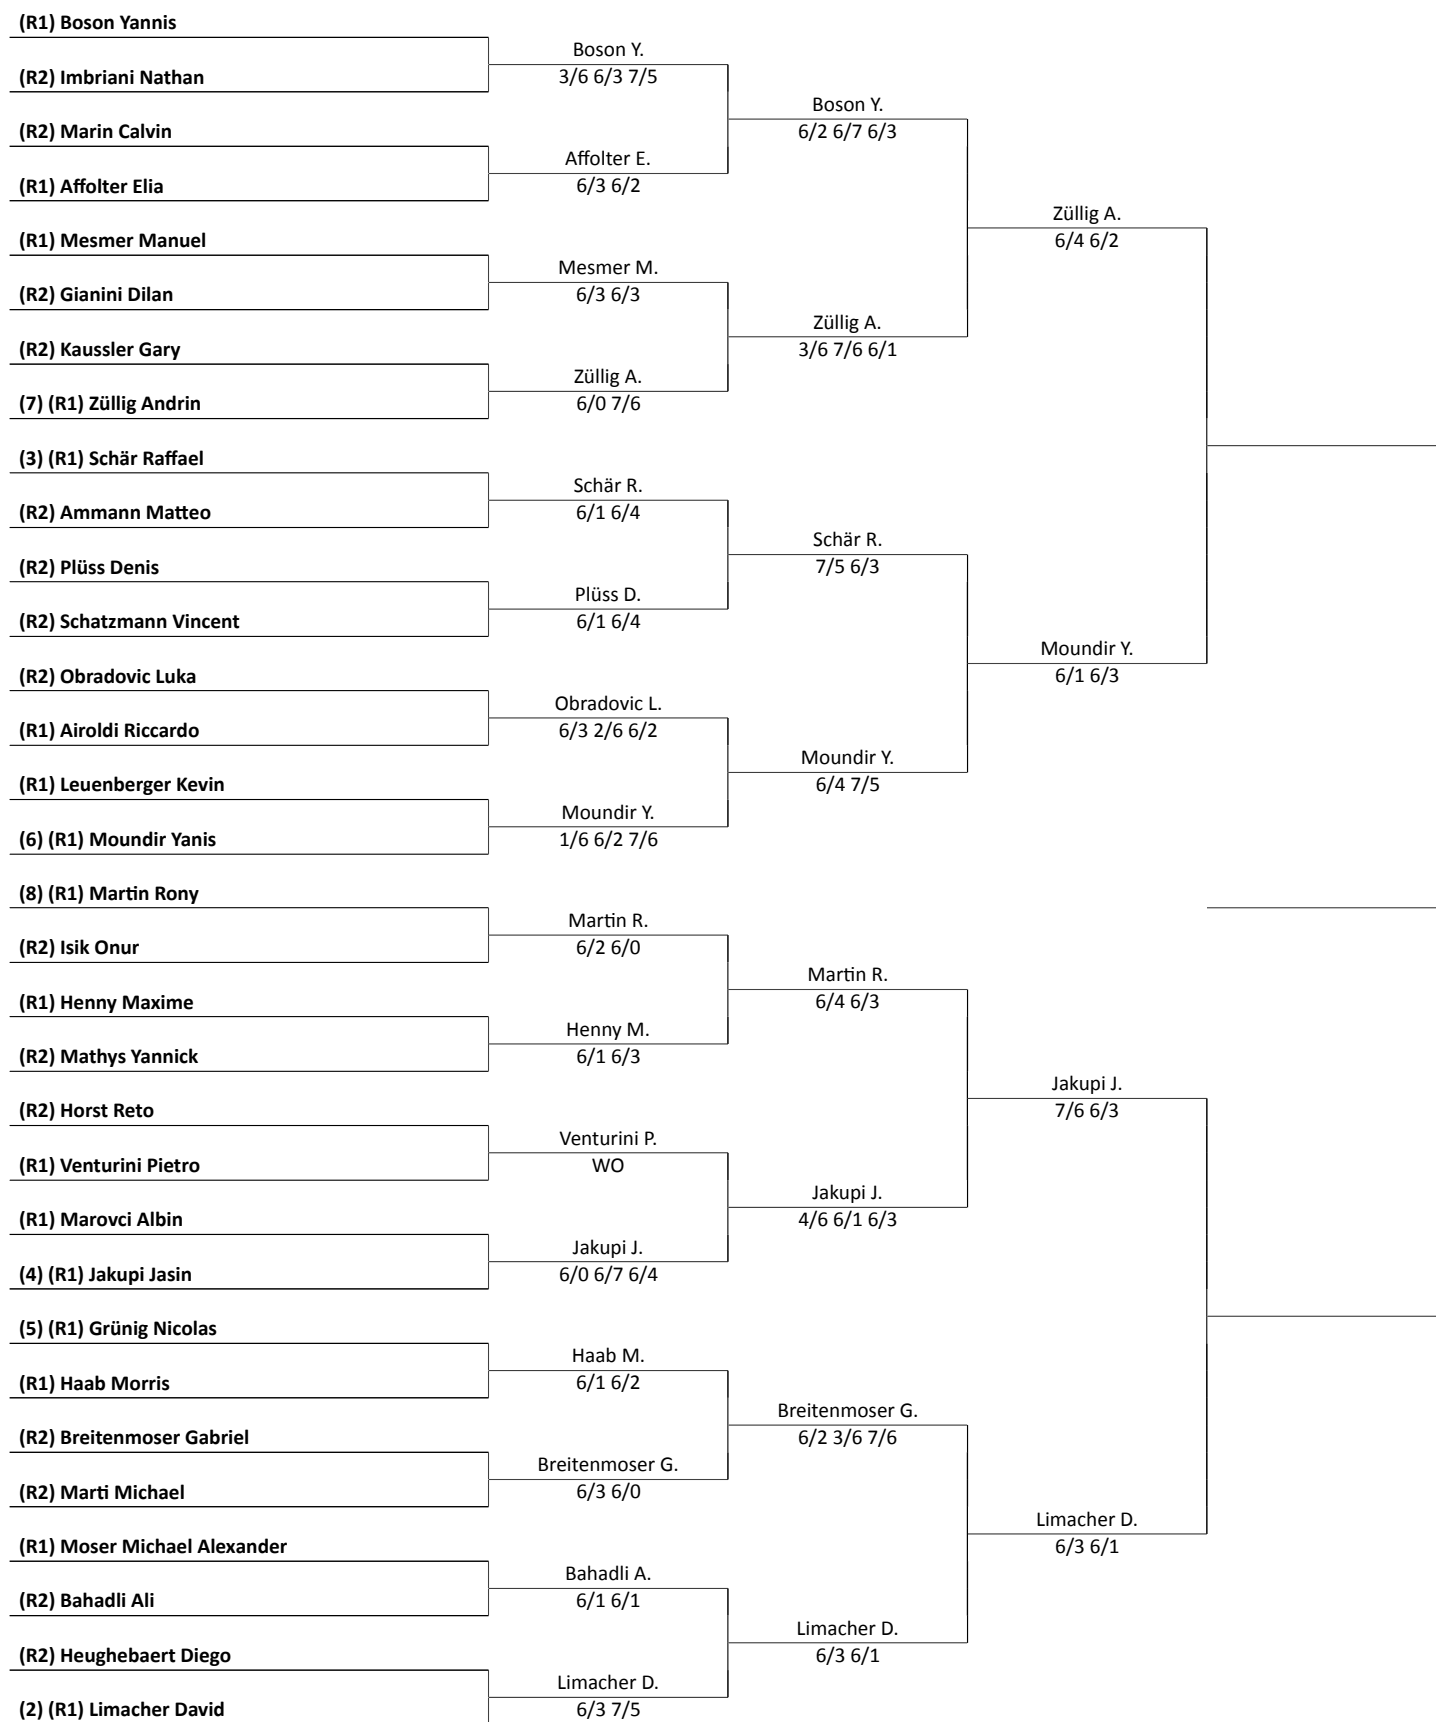 (R1) Boson Yannis
Boson Y.
(R2) Imbriani Nathan
3/6 6/3 7/5
Boson Y.
(R2) Marin Calvin
6/2 6/7 6/3
Affolter E.
(R1) Affolter Elia
6/3 6/2
Züllig A.
(R1) Mesmer Manuel
6/4 6/2
Mesmer M.
(R2) Gianini Dilan
6/3 6/3
Züllig A.
(R2) Kaussler Gary
3/6 7/6 6/1
Züllig A.
(7) (R1) Züllig Andrin
6/0 7/6
(3) (R1) Schär Raffael
Schär R.
(R2) Ammann Matteo
6/1 6/4
Schär R.
(R2) Plüss Denis
7/5 6/3
Plüss D.
(R2) Schatzmann Vincent
6/1 6/4
Moundir Y.
(R2) Obradovic Luka
6/1 6/3
Obradovic L.
(R1) Airoldi Riccardo
6/3 2/6 6/2
Moundir Y.
(R1) Leuenberger Kevin
6/4 7/5
Moundir Y.
(6) (R1) Moundir Yanis
1/6 6/2 7/6
(8) (R1) Martin Rony
Martin R.
(R2) Isik Onur
6/2 6/0
Martin R.
(R1) Henny Maxime
6/4 6/3
Henny M.
(R2) Mathys Yannick
6/1 6/3
Jakupi J.
(R2) Horst Reto
7/6 6/3
Venturini P.
(R1) Venturini Pietro
WO
Jakupi J.
(R1) Marovci Albin
4/6 6/1 6/3
Jakupi J.
(4) (R1) Jakupi Jasin
6/0 6/7 6/4
(5) (R1) Grünig Nicolas
Haab M.
(R1) Haab Morris
6/1 6/2
Breitenmoser G.
(R2) Breitenmoser Gabriel
6/2 3/6 7/6
Breitenmoser G.
(R2) Marti Michael
6/3 6/0
Limacher D.
(R1) Moser Michael Alexander
6/3 6/1
Bahadli A.
(R2) Bahadli Ali
6/1 6/1
Limacher D.
(R2) Heughebaert Diego
6/3 6/1
Limacher D.
(2) (R1) Limacher David
6/3 7/5